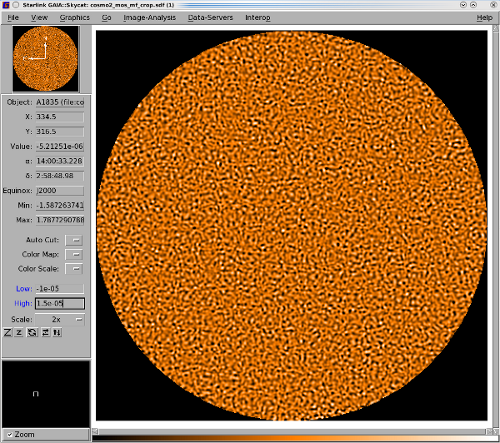 Starlink GAIA::Skycat: cosmo2_mos_mf_crop.sdf (1)
File View Graphics Go Image-Analysis Data-Servers Interop Help
Object: A1835 (file:co
X: 334.5
Y: 316.5
Value: -5.21251e-06
α: 14:00:33.228
δ: 2:58:48.98
Equinox: J2000
Min: -1.587263741
Max: 1.7877290788
Auto Cut:
Color Map:
Color Scale:
Low: -1e-05
High: 1.5e-05
Scale: 2x
Z Z
Zoom